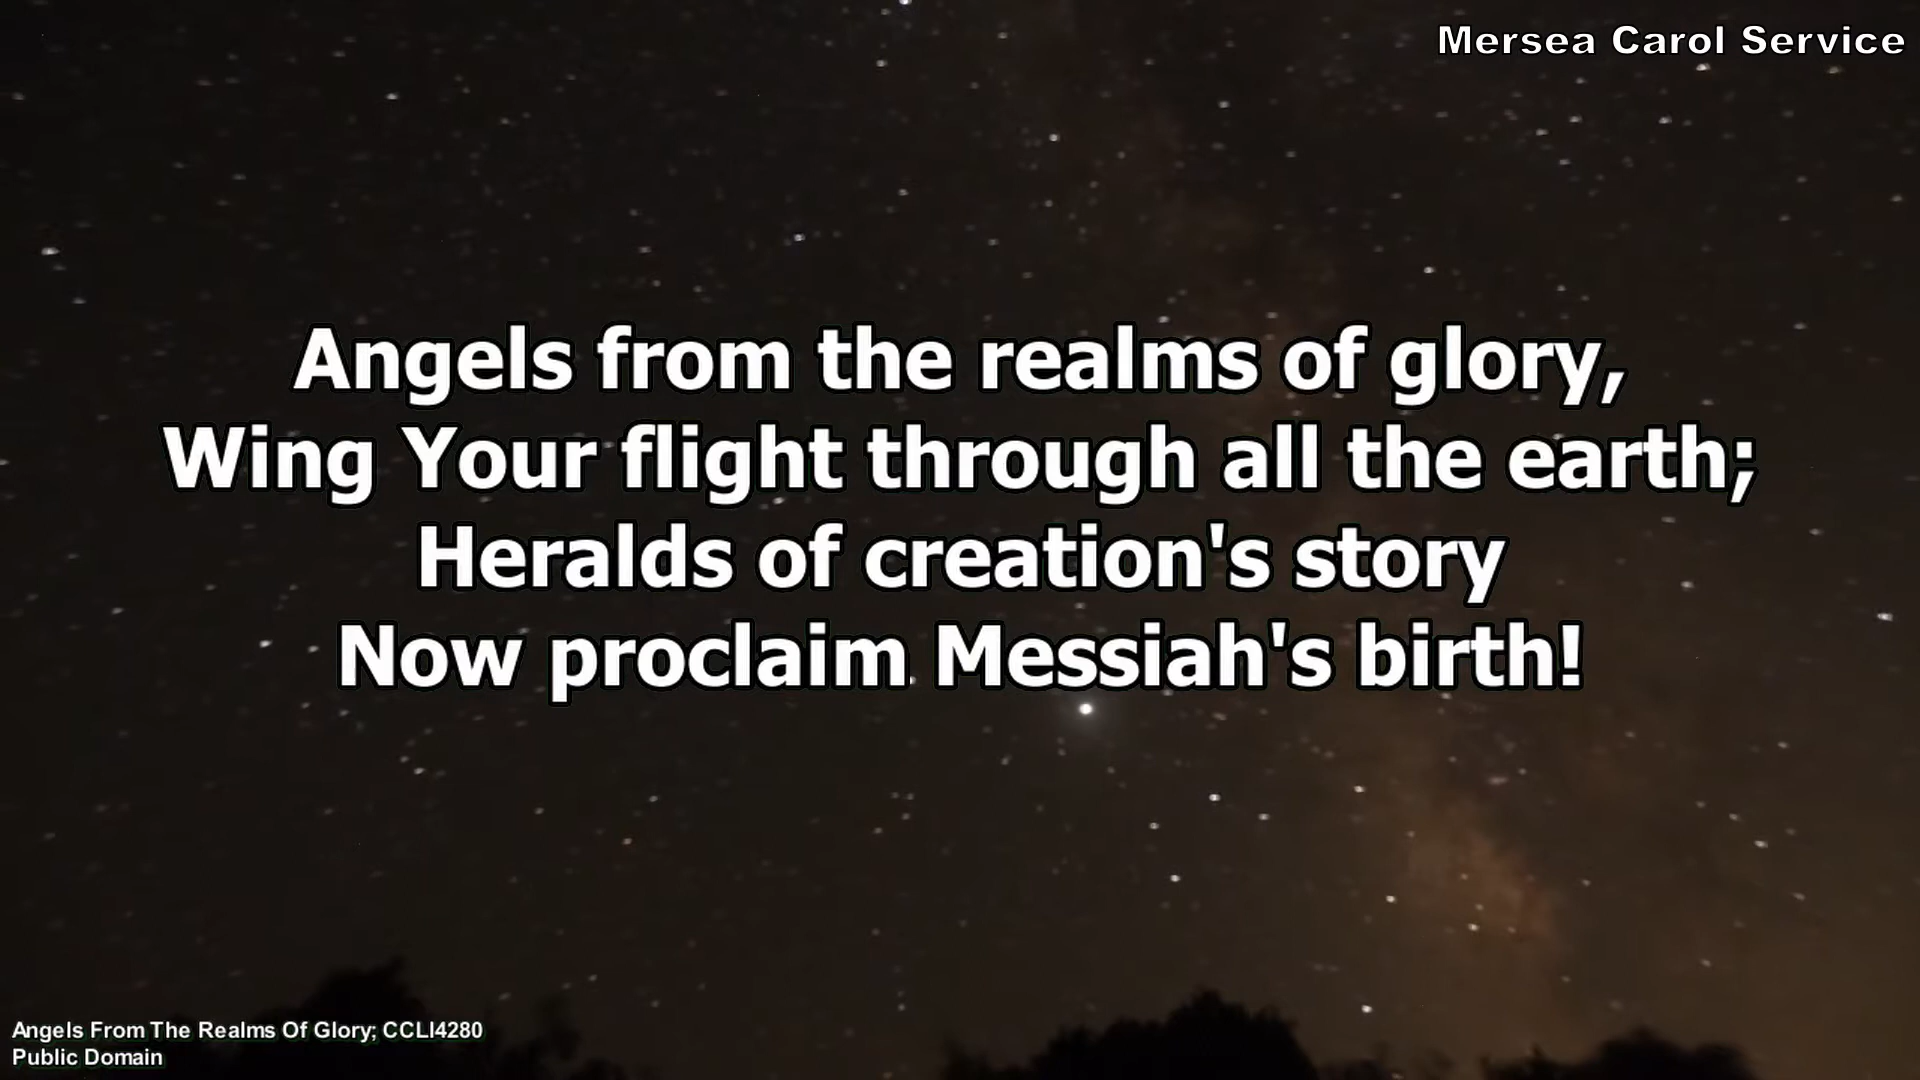 Mersea Carol Service
Angels from the realms of glory,
Wing Your flight through all the earth;
Heralds of creation's story
Now proclaim Messiah's birth!
Angels From The Realms Of Glory; CCLI4280
Public Domain